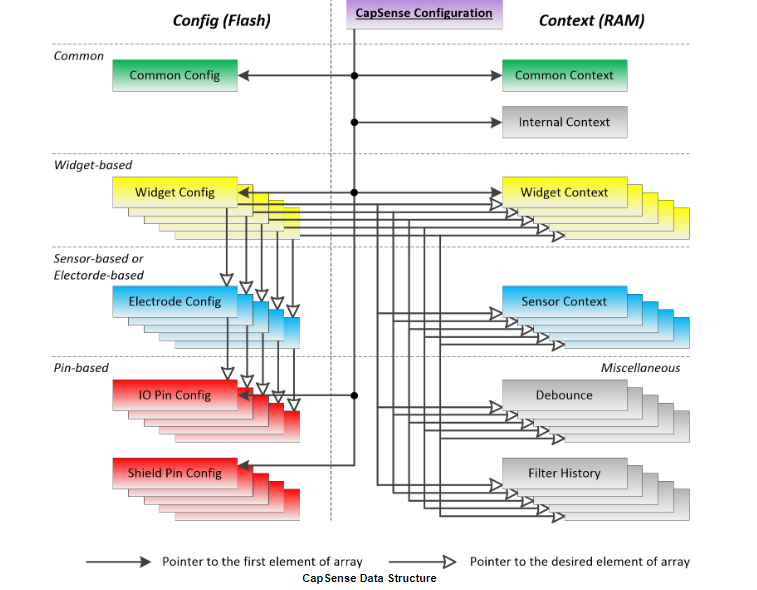 CapSense Configuration
Config (Flash)
Context (RAM)
Common
Common Config
Common Context
Internal Context
Widget-based
Widget Config
Widget Context
Sensor-based or
Electorde-based
Electrode Config
Sensor Context
Pin-based
Miscellaneous
IO Pin Config
Debounce
Shield Pin Config
Filter History
Pointer to the first element of array
Pointer to the desired element of array
CapSense Data Structure